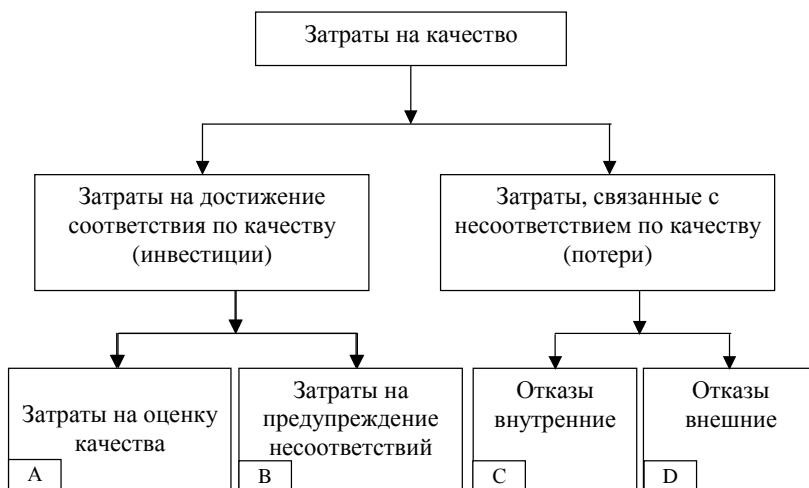 Затраты на качество
Затраты на достижение
соответствия по качеству
(инвестиции)
Затраты, связанные с
несоответствием по качеству
(потери)
Затраты на оценку
качества
A
Затраты на
предупреждение
несоответствий
B
Отказы
внутренние
C
Отказы
внешние
D